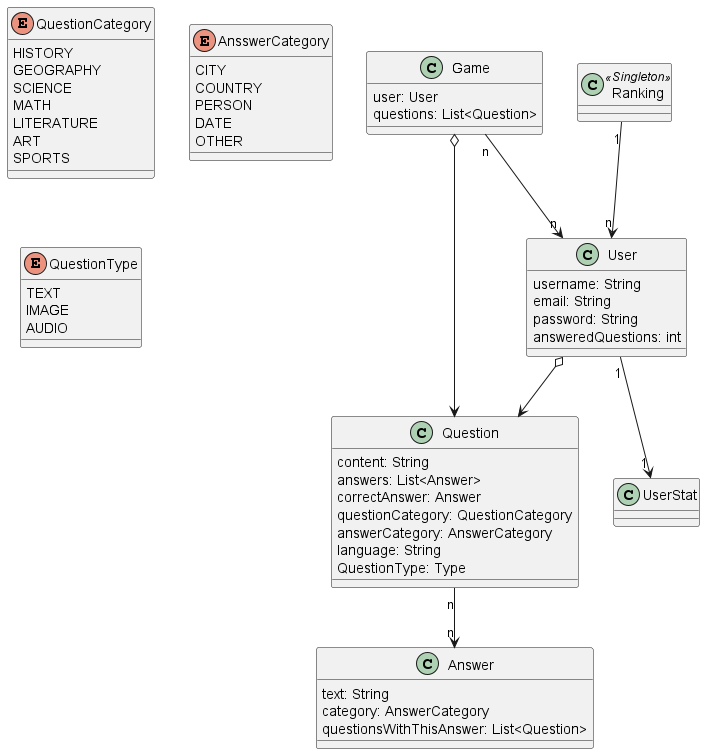 E QuestionCategory
HISTORY
GEOGRAPHY
SCIENCE
MATH
LITERATURE
ART
SPORTS
E AnsswerCategory
CITY
COUNTRY
PERSON
DATE
OTHER
C Game
user: User
questions: List<Question>
C «Singleton»
Ranking
n
n
1
n
E QuestionType
TEXT
IMAGE
AUDIO
C User
username: String
email: String
password: String
answeredQuestions: int
1
1
C Question
content: String
answers: List<Answer>
correctAnswer: Answer
questionCategory: QuestionCategory
answerCategory: AnswerCategory
language: String
QuestionType: Type
C UserStat
n
n
C Answer
text: String
category: AnswerCategory
questionsWithThisAnswer: List<Question>